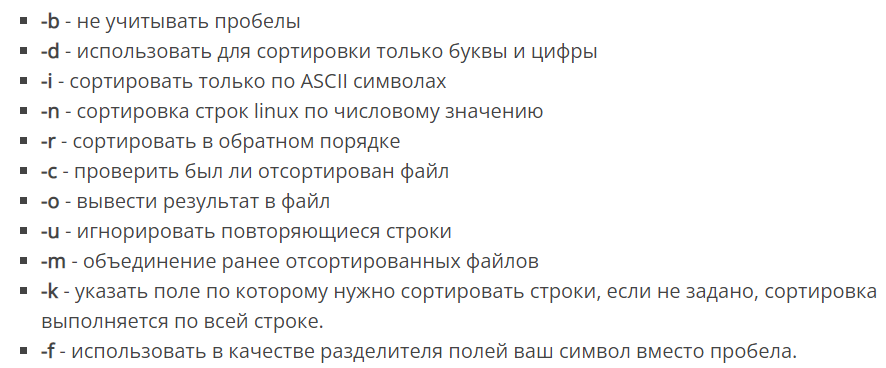 -b - не учитывать пробелы
-d - использовать для сортировки только буквы и цифры
-i - сортировать только по ASCII символах
-n - сортировка строк linux по числовому значению
-r - сортировать в обратном порядке
-c - проверить был ли отсортирован файл
-o - вывести результат в файл
-u - игнорировать повторяющиеся строки
-m - объединение ранее отсортированных файлов
-k - указать поле по которому нужно сортировать строки, если не задано, сортировка
выполняется по всей строке.
-f - использовать в качестве разделителя полей ваш символ вместо пробела.